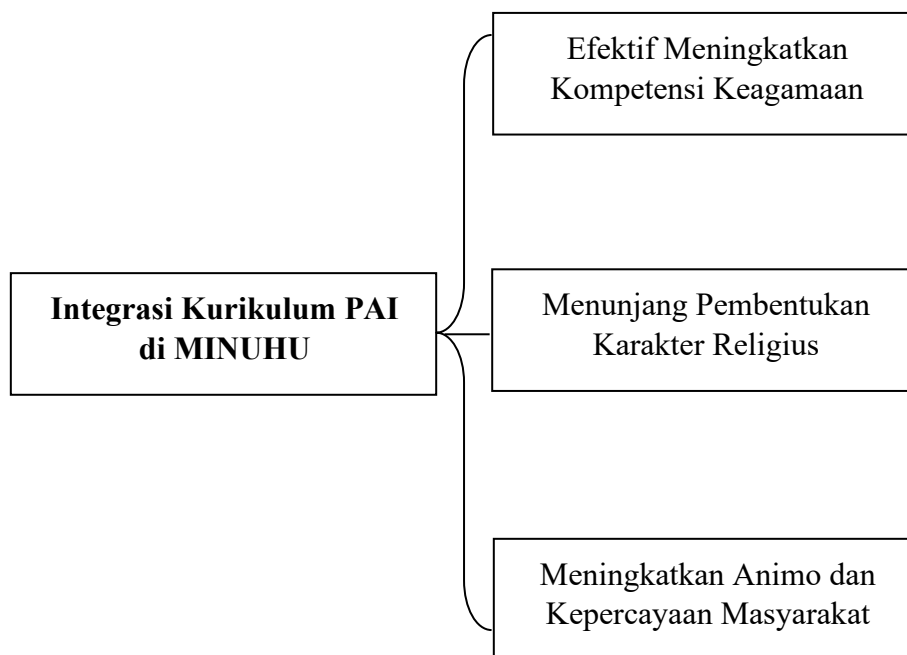 Efektif Meningkatkan
Kompetensi Keagamaan
Integrasi Kurikulum PAI
di MINUHU
Menunjang Pembentukan
Karakter Religius
Meningkatkan Animo dan
Kepercayaan Masyarakat